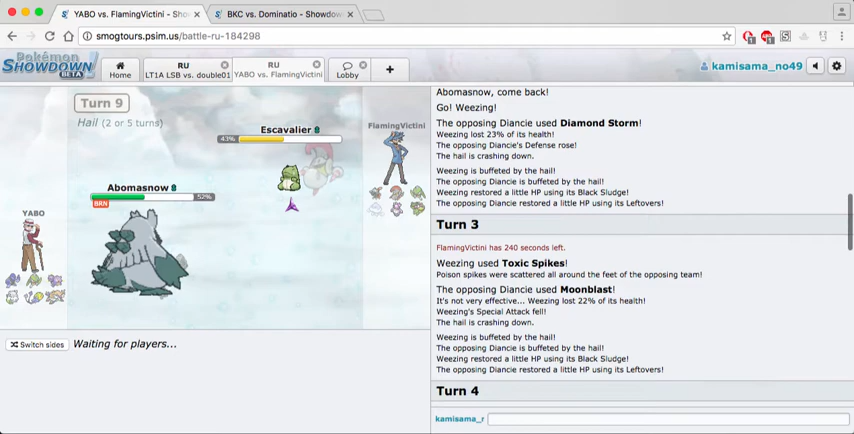 YABO vs. FlamingVictini - Sho
BKC vs. Dominatio - Showdow
smogtours.psim.us/battle-ru-184298
Pokémon
SHOWDOWN
BETA
Home
RU
LT1A LSB vs. double01
RU
YABO vs. FlamingVictini
Lobby
+
kamisama_no49
Turn 9
Hail (2 or 5 turns)
Escavalier
43%
FlamingVictini
Abomasnow
52%
BRN
YABO
Switch sides
Waiting for players...
Abomasnow, come back!
Go! Weezing!
The opposing Diancie used Diamond Storm!
Weezing lost 23% of its health!
The opposing Diancie's Defense rose!
The hail is crashing down.
Weezing is buffeted by the hail!
The opposing Diancie is buffeted by the hail!
Weezing restored a little HP using its Black Sludge!
The opposing Diancie restored a little HP using its Leftovers!
Turn 3
FlamingVictini has 240 seconds left.
Weezing used Toxic Spikes!
Poison spikes were scattered all around the feet of the opposing team!
The opposing Diancie used Moonblast!
It's not very effective... Weezing lost 22% of its health!
Weezing's Special Attack fell!
The hail is crashing down.
Weezing is buffeted by the hail!
The opposing Diancie is buffeted by the hail!
Weezing restored a little HP using its Black Sludge!
The opposing Diancie restored a little HP using its Leftovers!
Turn 4
kamisama_r